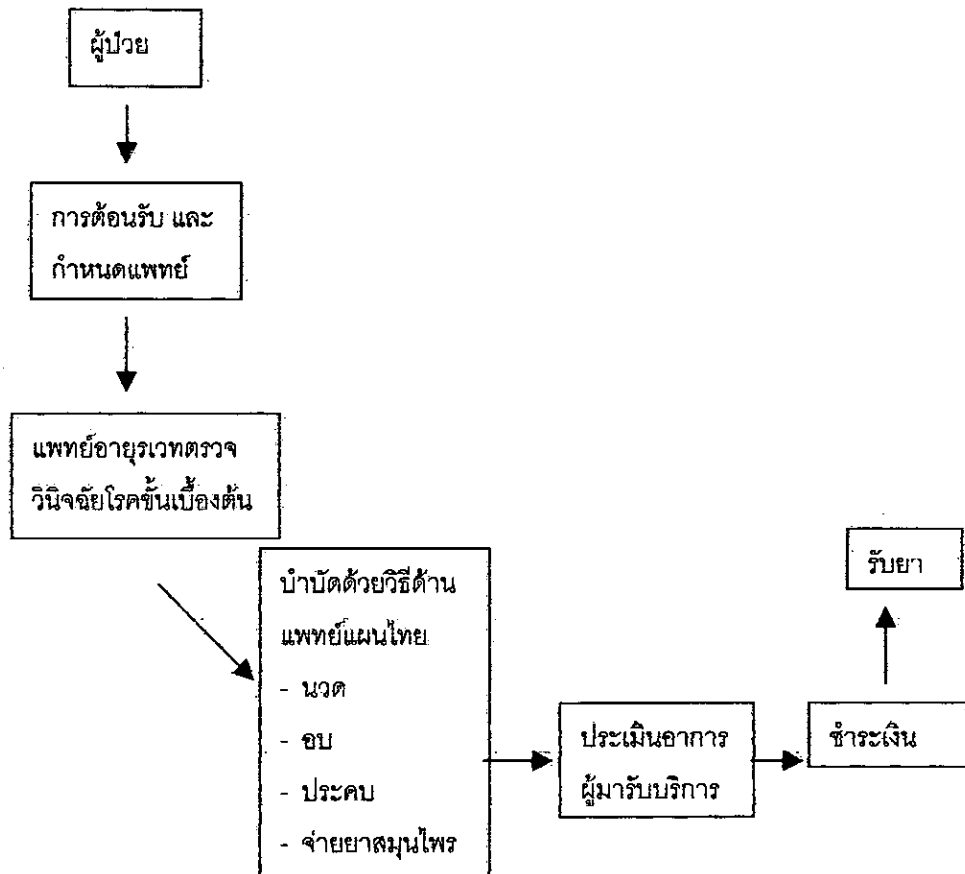 ผู้ป่วย
การต้อนรับ และ
กำหนดแพทย์
แพทย์อายุรเวทตรวจ
วินิจฉัยโรคขั้นเบื้องต้น
บำบัดด้วยวิธีด้าน
แพทย์แผนไทย
- นวด
- อบ
- ประคบ
- จ่ายยาสมุนไพร
ประเมินอาการ
ผู้มารับบริการ
ชำระเงิน
รับยา